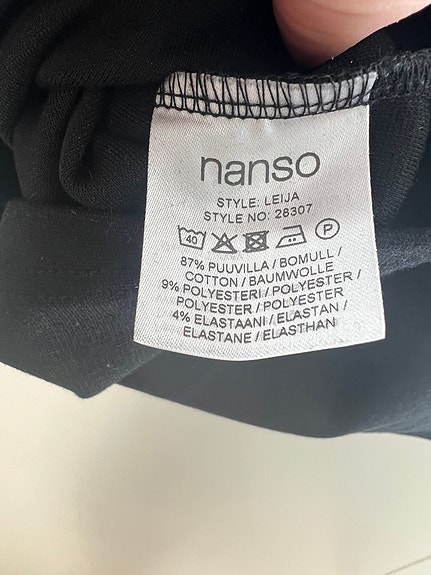 nanso
STYLE: LEIJA
STYLE NO: 28307
40 P
87% PUUVILLA / BOMULL /
COTTON / BAUMWOLLE
9% POLYESTERI / POLYESTER /
POLYESTER / POLYESTER
4% ELASTAANI / ELASTAN /
ELASTANE / ELASTHAN